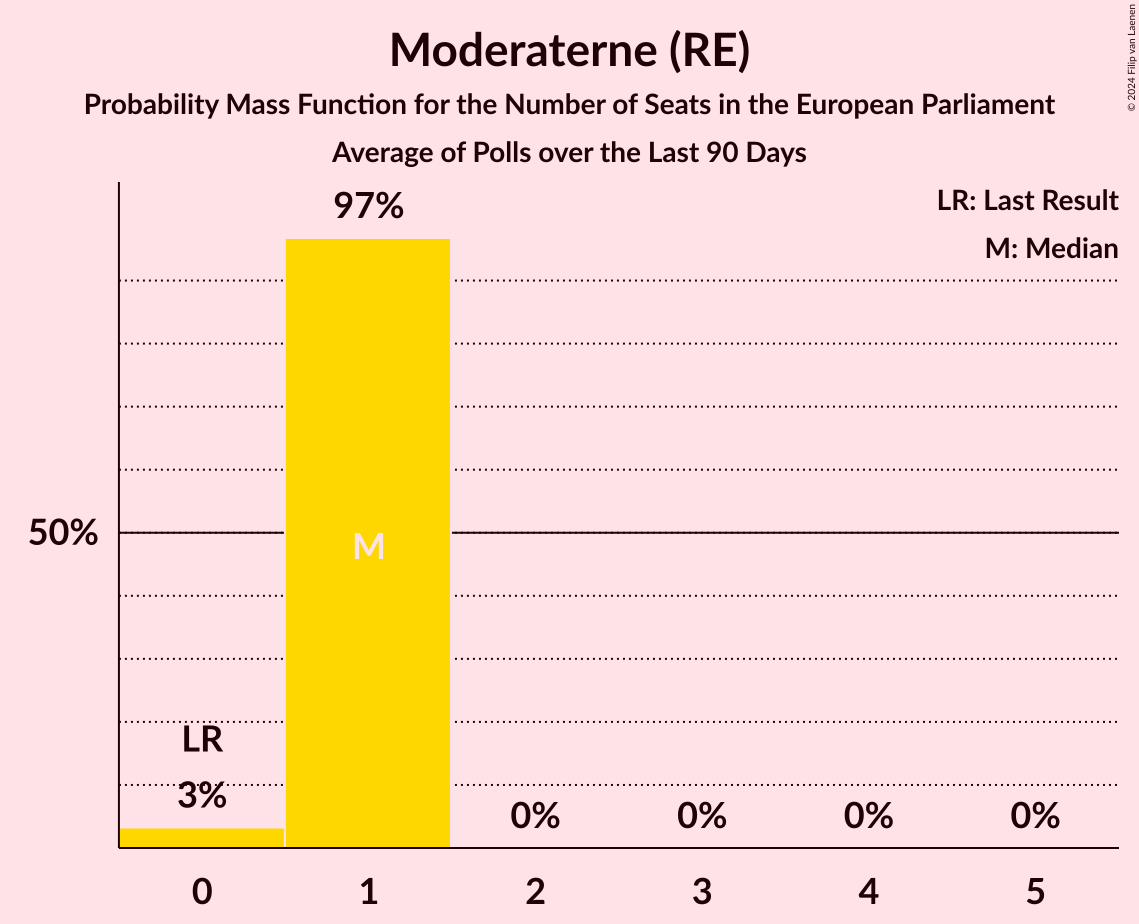 Moderaterne (RE)
Probability Mass Function for the Number of Seats in the European Parliament
Average of Polls over the Last 90 Days
© 2024 Filip van Laenen
LR: Last Result
M: Median
97%
50%
M
LR
3%
0%
0%
0%
0%
0
1
2
3
4
5